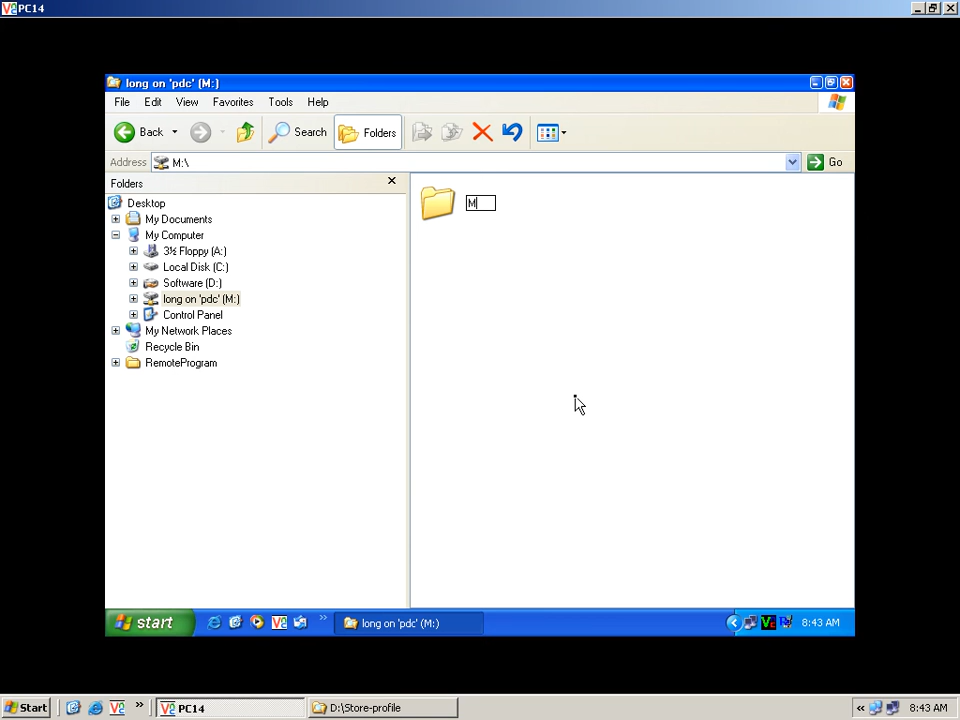 PC14
long on 'pdc' (M:)
File Edit View Favorites Tools Help
Back Search Folders
Address M:\ Go
Folders
Desktop
My Documents
My Computer
3½ Floppy (A:)
Local Disk (C:)
Software (D:)
long on 'pdc' (M:)
Control Panel
My Network Places
Recycle Bin
RemoteProgram
M
start » long on 'pdc' (M:) 8:43 AM
Start » PC14 D:\Store-profile « 8:43 AM